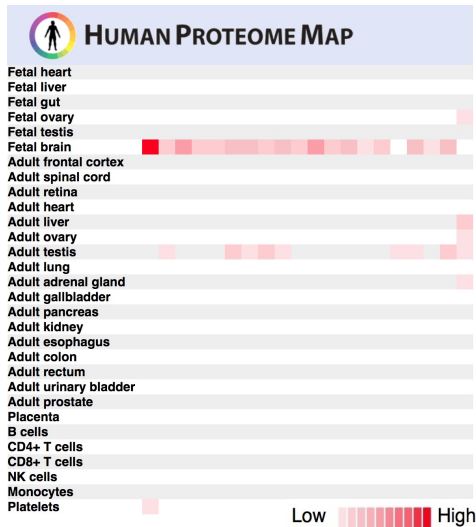 HUMAN PROTEOME MAP
Fetal heart
Fetal liver
Fetal gut
Fetal ovary
Fetal testis
Fetal brain
Adult frontal cortex
Adult spinal cord
Adult retina
Adult heart
Adult liver
Adult ovary
Adult testis
Adult lung
Adult adrenal gland
Adult gallbladder
Adult pancreas
Adult kidney
Adult esophagus
Adult colon
Adult rectum
Adult urinary bladder
Adult prostate
Placenta
B cells
CD4+ T cells
CD8+ T cells
NK cells
Monocytes
Platelets
Low High